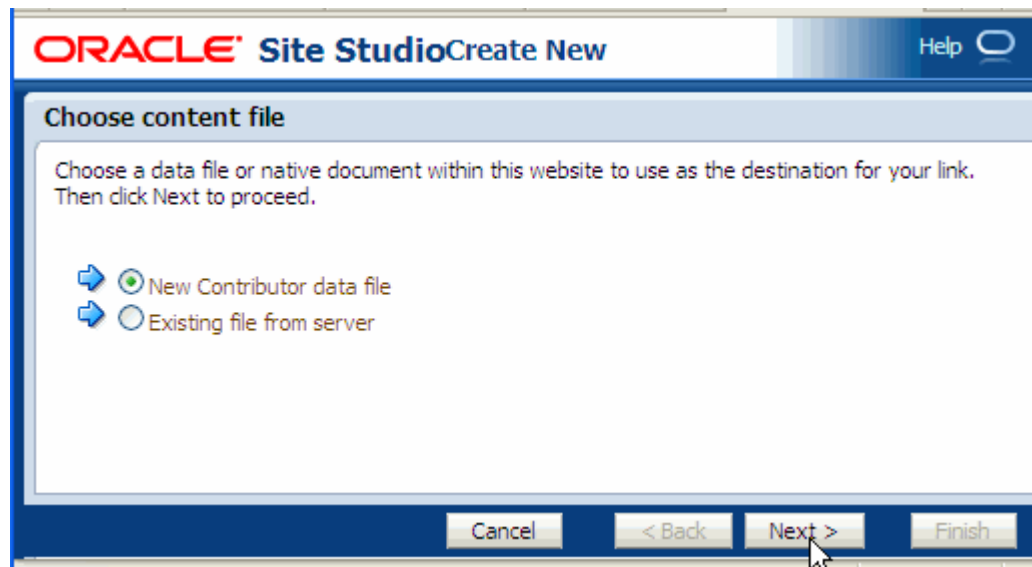 ORACLE Site StudioCreate New Help
Choose content file
Choose a data file or native document within this website to use as the destination for your link.
Then click Next to proceed.
New Contributor data file
Existing file from server
Cancel < Back Next > Finish